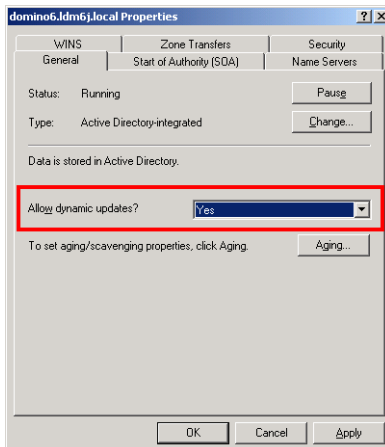 domino6.ldm6j.local Properties
WINS Zone Transfers Security
General Start of Authority (SOA) Name Servers
Status: Running Pause
Type: Active Directory-integrated Change...
Data is stored in Active Directory.
Allow dynamic updates? Yes
To set aging/scavenging properties, click Aging. Aging...
OK Cancel Apply